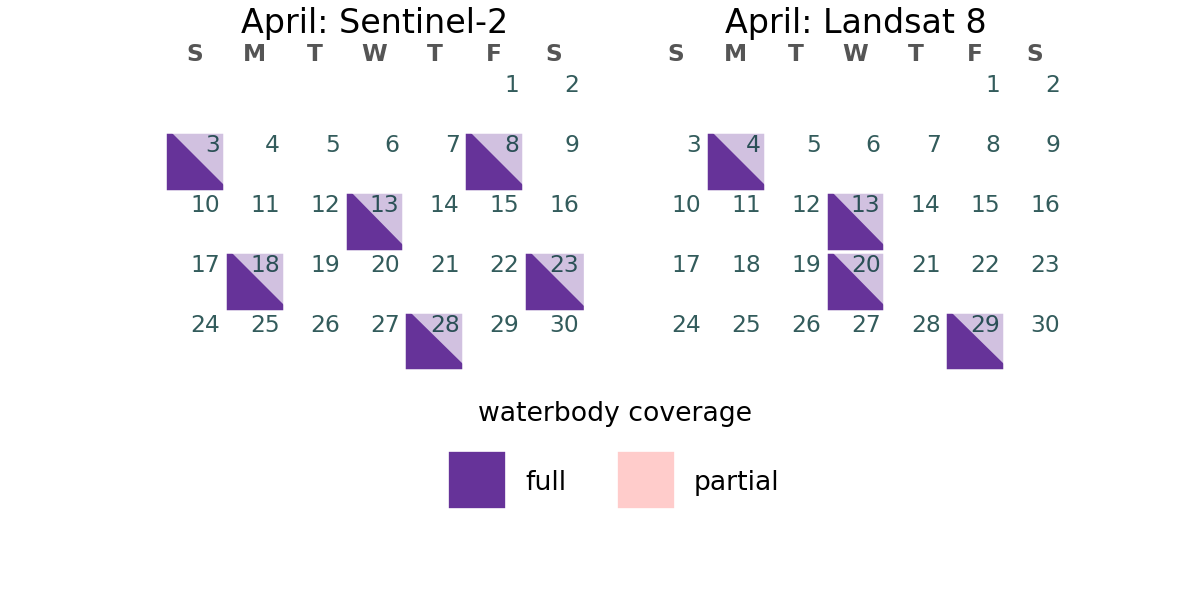 April: Sentinel-2
S M T W T F S
1 2
3 4 5 6 7 8 9
10 11 12 13 14 15 16
17 18 19 20 21 22 23
24 25 26 27 28 29 30
April: Landsat 8
S M T W T F S
1 2
3 4 5 6 7 8 9
10 11 12 13 14 15 16
17 18 19 20 21 22 23
24 25 26 27 28 29 30
waterbody coverage
full
partial